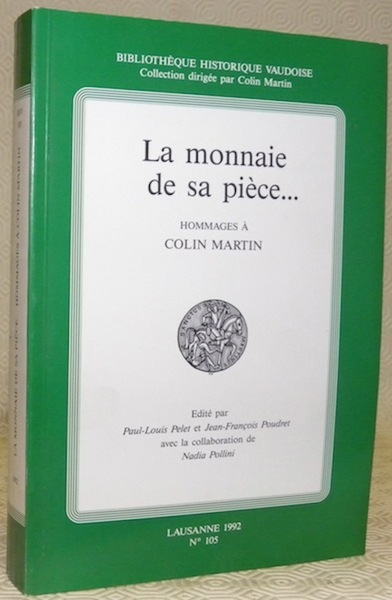 BIBLIOTHÈQUE HISTORIQUE VAUDOISE
Collection dirigée par Colin Martin
La monnaie
de sa pièce...
HOMMAGES À
COLIN MARTIN
Edité par
Paul-Louis Pelet et Jean-François Poudret
avec la collaboration de
Nadia Pollini
LAUSANNE 1992
N° 105
LA MONNAIE DE SA PIÈCE HOMMAGES À COLIN MARTIN